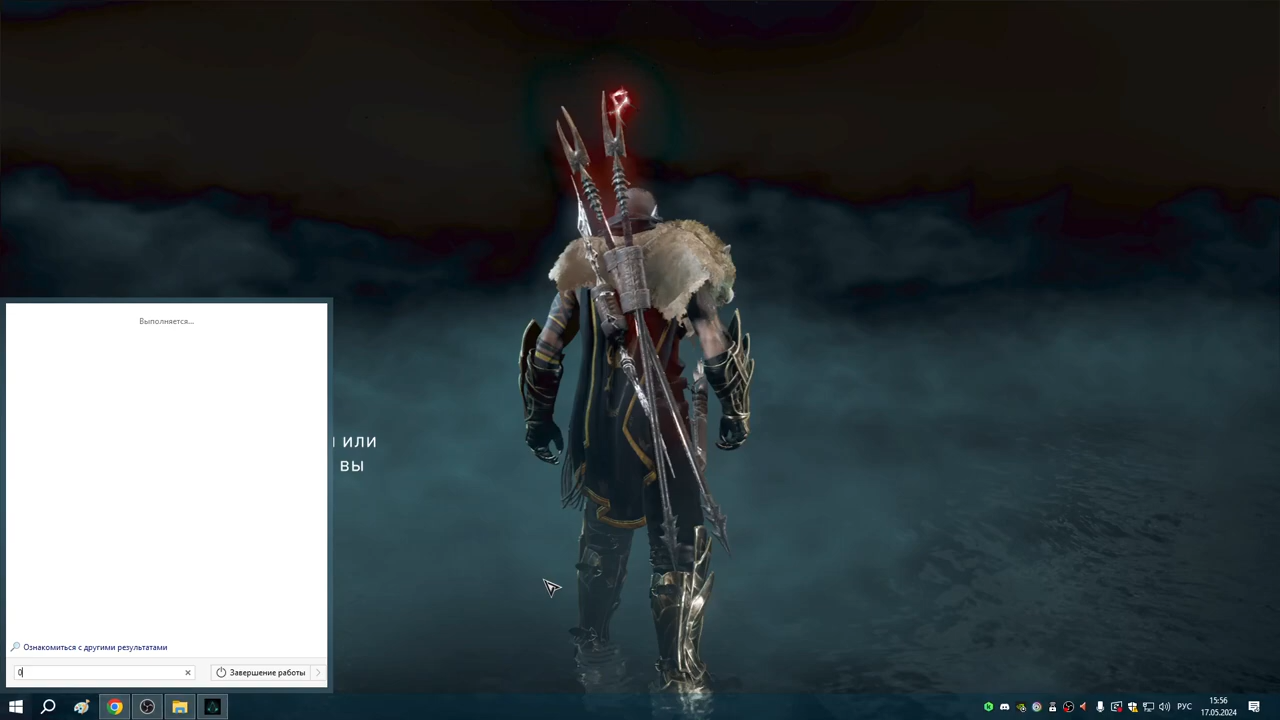 Выполняется...
или
вы
Ознакомиться с другими результатами
0
Завершение работы
РУС
15:56
17.05.2024